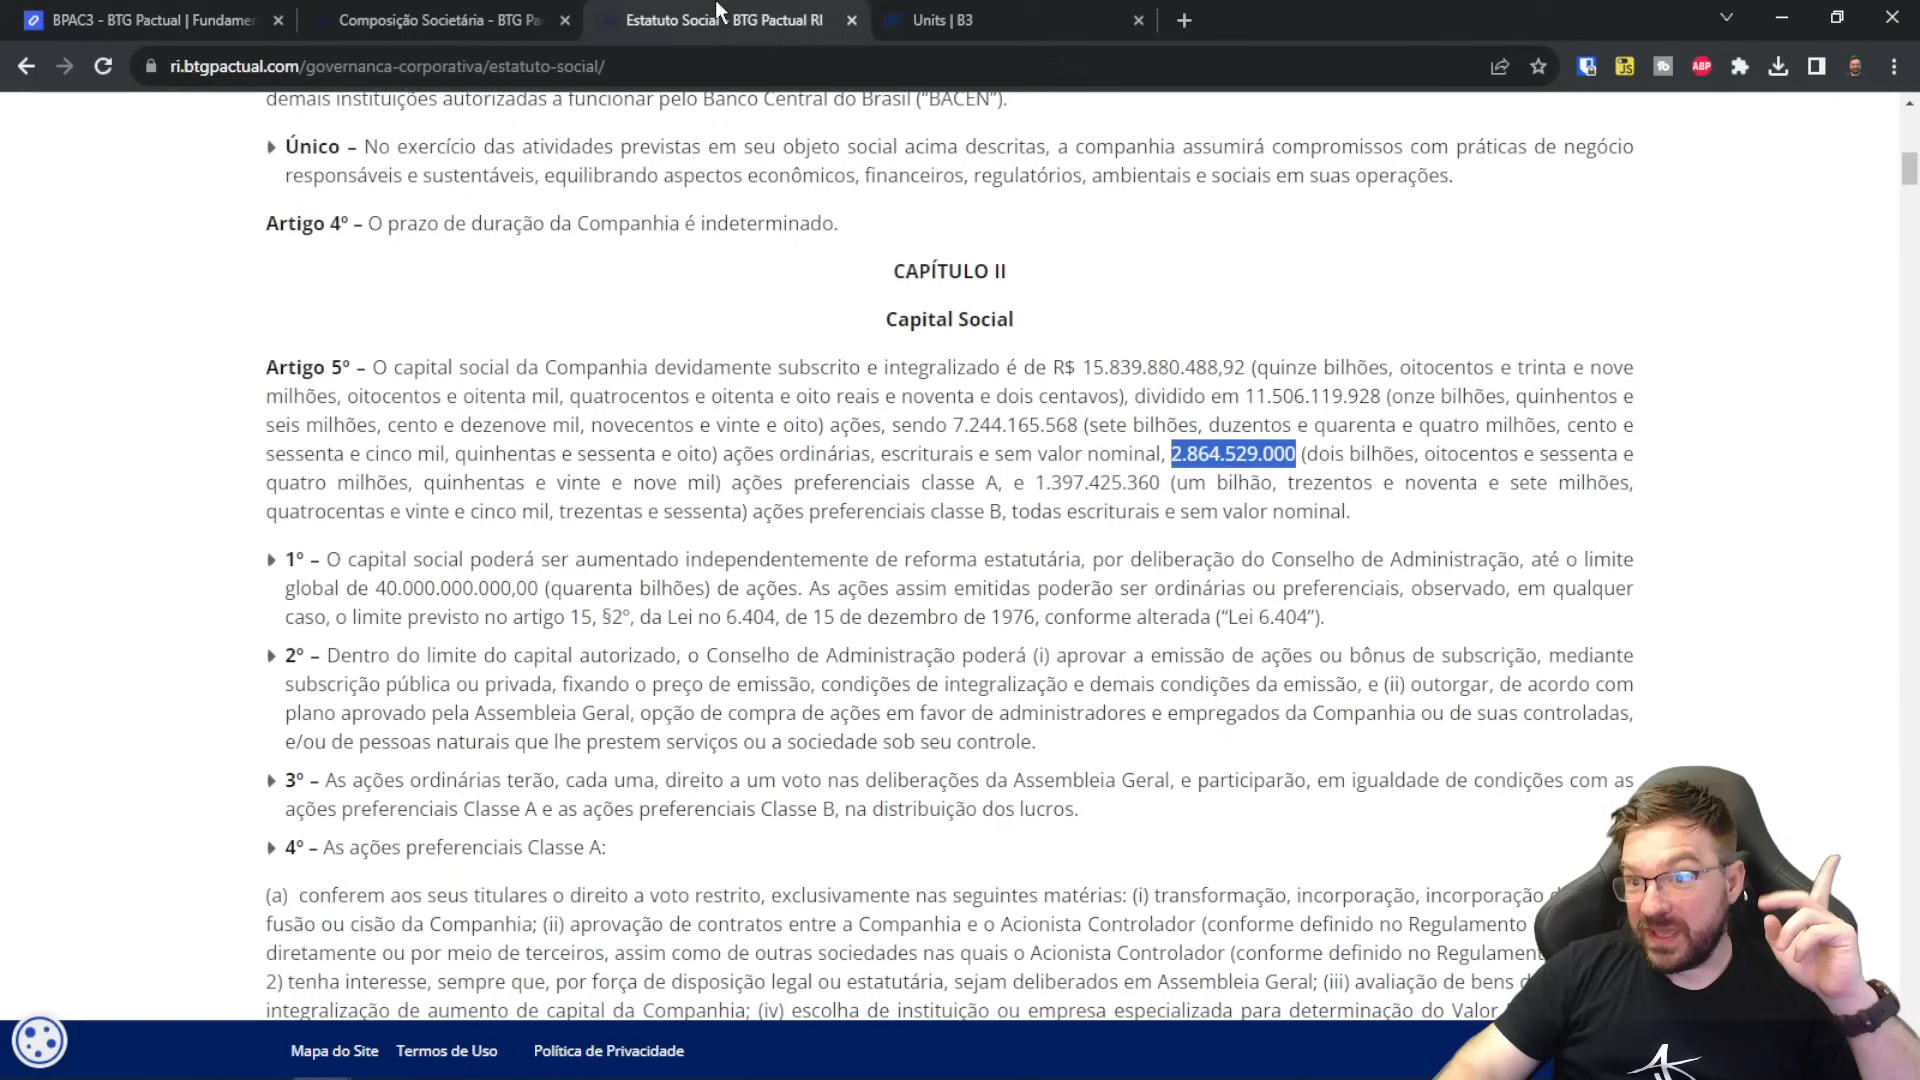 BPAC3 - BTG Pactual | Fundamen
Composição Societária - BTG Pa
Estatuto Social - BTG Pactual RI
Units | B3
ri.btgpactual.com/governanca-corporativa/estatuto-social/
demais instituições autorizadas a funcionar pelo Banco Central do Brasil (“BACEN”).
Único – No exercício das atividades previstas em seu objeto social acima descritas, a companhia assumirá compromissos com práticas de negócio
responsáveis e sustentáveis, equilibrando aspectos econômicos, financeiros, regulatórios, ambientais e sociais em suas operações.
Artigo 4º – O prazo de duração da Companhia é indeterminado.
CAPÍTULO II
Capital Social
Artigo 5º – O capital social da Companhia devidamente subscrito e integralizado é de R$ 15.839.880.488,92 (quinze bilhões, oitocentos e trinta e nove
milhões, oitocentos e oitenta mil, quatrocentos e oitenta e oito reais e noventa e dois centavos), dividido em 11.506.119.928 (onze bilhões, quinhentos e
seis milhões, cento e dezenove mil, novecentos e vinte e oito) ações, sendo 7.244.165.568 (sete bilhões, duzentos e quarenta e quatro milhões, cento e
sessenta e cinco mil, quinhentas e sessenta e oito) ações ordinárias, escriturais e sem valor nominal, 2.864.529.000 (dois bilhões, oitocentos e sessenta e
quatro milhões, quinhentas e vinte e nove mil) ações preferenciais classe A, e 1.397.425.360 (um bilhão, trezentos e noventa e sete milhões,
quatrocentas e vinte e cinco mil, trezentas e sessenta) ações preferenciais classe B, todas escriturais e sem valor nominal.
1º – O capital social poderá ser aumentado independentemente de reforma estatutária, por deliberação do Conselho de Administração, até o limite
global de 40.000.000.000,00 (quarenta bilhões) de ações. As ações assim emitidas poderão ser ordinárias ou preferenciais, observado, em qualquer
caso, o limite previsto no artigo 15, §2º, da Lei no 6.404, de 15 de dezembro de 1976, conforme alterada (“Lei 6.404”).
2º – Dentro do limite do capital autorizado, o Conselho de Administração poderá (i) aprovar a emissão de ações ou bônus de subscrição, mediante
subscrição pública ou privada, fixando o preço de emissão, condições de integralização e demais condições da emissão, e (ii) outorgar, de acordo com
plano aprovado pela Assembleia Geral, opção de compra de ações em favor de administradores e empregados da Companhia ou de suas controladas,
e/ou de pessoas naturais que lhe prestem serviços ou a sociedade sob seu controle.
3º – As ações ordinárias terão, cada uma, direito a um voto nas deliberações da Assembleia Geral, e participarão, em igualdade de condições com as
ações preferenciais Classe A e as ações preferenciais Classe B, na distribuição dos lucros.
4º – As ações preferenciais Classe A:
(a) conferem aos seus titulares o direito a voto restrito, exclusivamente nas seguintes matérias: (i) transformação, incorporação, incorporação
fusão ou cisão da Companhia; (ii) aprovação de contratos entre a Companhia e o Acionista Controlador (conforme definido no Regulamento
diretamente ou por meio de terceiros, assim como de outras sociedades nas quais o Acionista Controlador (conforme definido no Regulamento
2) tenha interesse, sempre que, por força de disposição legal ou estatutária, sejam deliberados em Assembleia Geral; (iii) avaliação de bens
integralização de aumento de capital da Companhia; (iv) escolha de instituição ou empresa especializada para determinação do Valor
Mapa do Site Termos de Uso Política de Privacidade